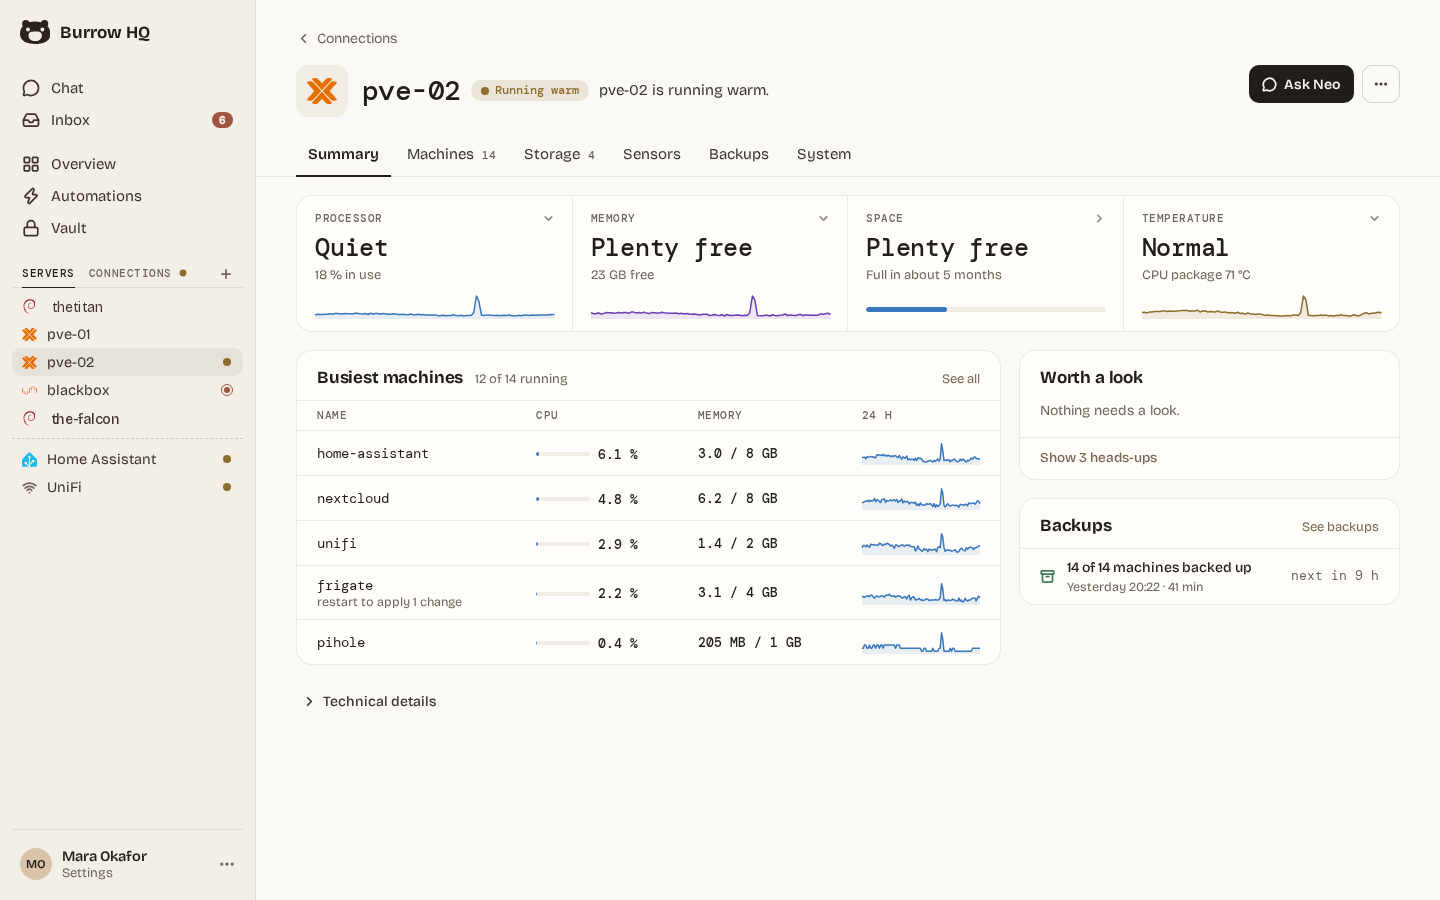 Burrow HQ
Chat
Inbox 6
Overview
Automations
Vault
SERVERS CONNECTIONS
thetitan
pve-01
pve-02
blackbox
the-falcon
Home Assistant
UniFi
MO Mara Okafor
Settings
Connections
pve-02 Running warm pve-02 is running warm.
Ask Neo
Summary Machines 14 Storage 4 Sensors Backups System
PROCESSOR
Quiet
18 % in use
MEMORY
Plenty free
23 GB free
SPACE
Plenty free
Full in about 5 months
TEMPERATURE
Normal
CPU package 71 °C
Busiest machines 12 of 14 running See all
NAME CPU MEMORY 24 H
home-assistant 6.1 % 3.0 / 8 GB
nextcloud 4.8 % 6.2 / 8 GB
unifi 2.9 % 1.4 / 2 GB
frigate 2.2 % 3.1 / 4 GB
restart to apply 1 change
pihole 0.4 % 205 MB / 1 GB
Technical details
Worth a look
Nothing needs a look.
Show 3 heads-ups
Backups See backups
14 of 14 machines backed up next in 9 h
Yesterday 20:22 · 41 min